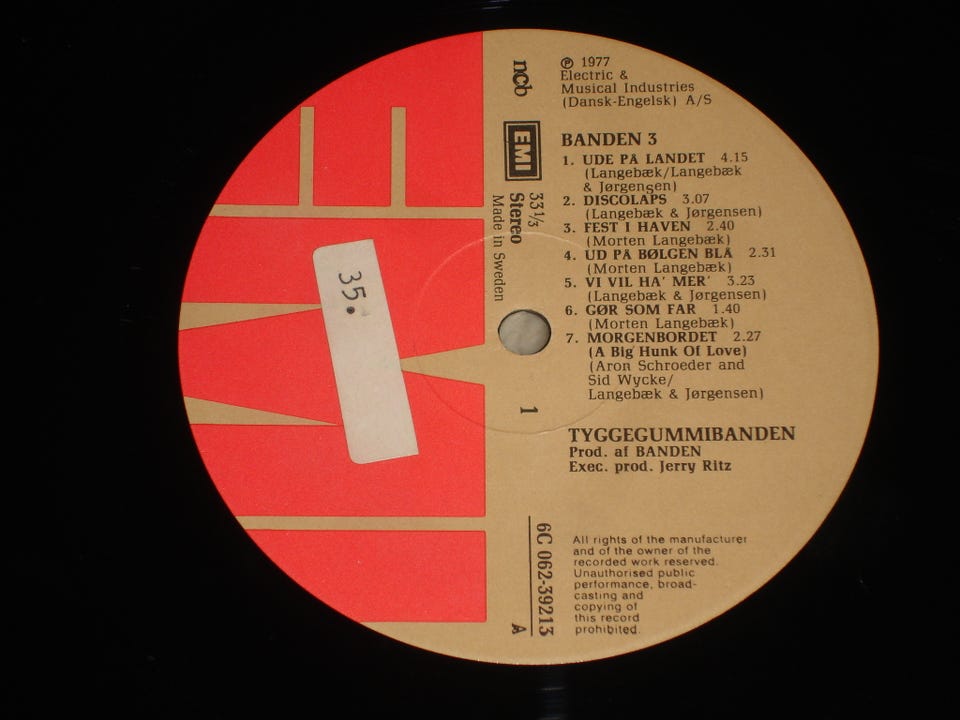 ℗ 1977
Electric &
Musical Industries
(Dansk-Engelsk) A/S
ncb
EMI
33 1/3
Stereo
Made in Sweden
BANDEN 3
1. UDE PÅ LANDET 4.15
(Langebæk/Langebæk
& Jørgensen)
2. DISCOLAPS 3.07
(Langebæk & Jørgensen)
3. FEST I HAVEN 2.40
(Morten Langebæk)
4. UD PÅ BØLGEN BLÅ 2.31
(Morten Langebæk)
5. VI VIL HA' MER' 3.23
(Langebæk & Jørgensen)
6. GØR SOM FAR 1.40
(Morten Langebæk)
7. MORGENBORDET 2.27
(A Big Hunk Of Love)
(Aron Schroeder and
Sid Wycke/
Langebæk & Jørgensen)
35.
1
TYGGEGUMMIBANDEN
Prod. af BANDEN
Exec. prod. Jerry Ritz
6C 062-39213
A
All rights of the manufacturer
and of the owner of the
recorded work reserved.
Unauthorised public
performance, broad-
casting and
copying of
this record
prohibited.
EMI